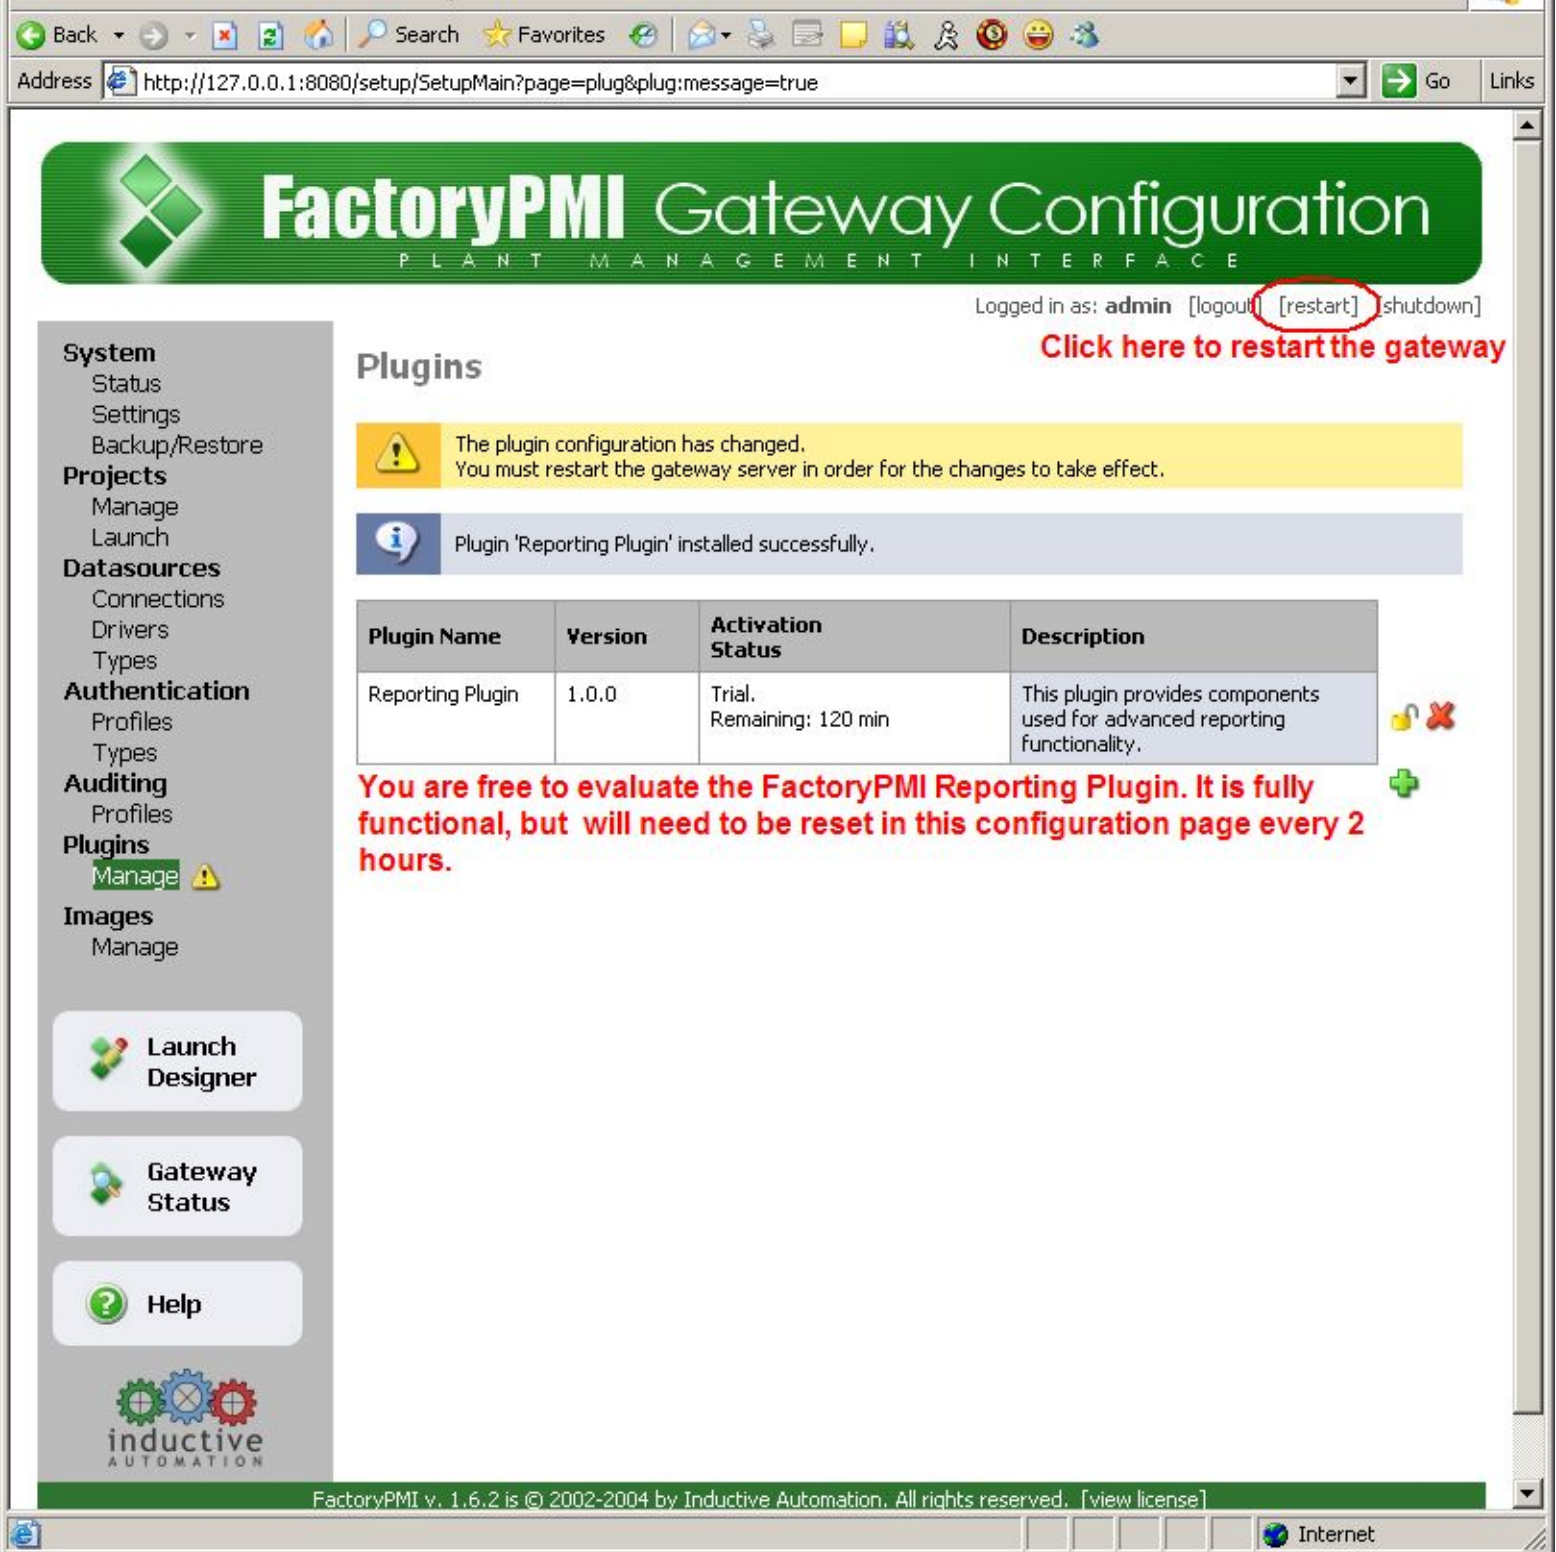 Back
Search
Favorites
Address
http://127.0.0.1:8080/setup/SetupMain?page=plug&plug:message=true
Go
Links
FactoryPMI Gateway Configuration
PLANT MANAGEMENT INTERFACE
Logged in as: admin [logout] [restart] [shutdown]
Click here to restart the gateway
System
Status
Settings
Backup/Restore
Projects
Manage
Launch
Datasources
Connections
Drivers
Types
Authentication
Profiles
Types
Auditing
Profiles
Plugins
Manage
Images
Manage
Launch
Designer
Gateway
Status
Help
inductive
AUTOMATION
Plugins
The plugin configuration has changed.
You must restart the gateway server in order for the changes to take effect.
Plugin 'Reporting Plugin' installed successfully.
Plugin Name
Version
Activation
Status
Description
Reporting Plugin
1.0.0
Trial.
Remaining: 120 min
This plugin provides components
used for advanced reporting
functionality.
You are free to evaluate the FactoryPMI Reporting Plugin. It is fully
functional, but will need to be reset in this configuration page every 2
hours.
FactoryPMI v. 1.6.2 is © 2002-2004 by Inductive Automation. All rights reserved. [view license]
Internet